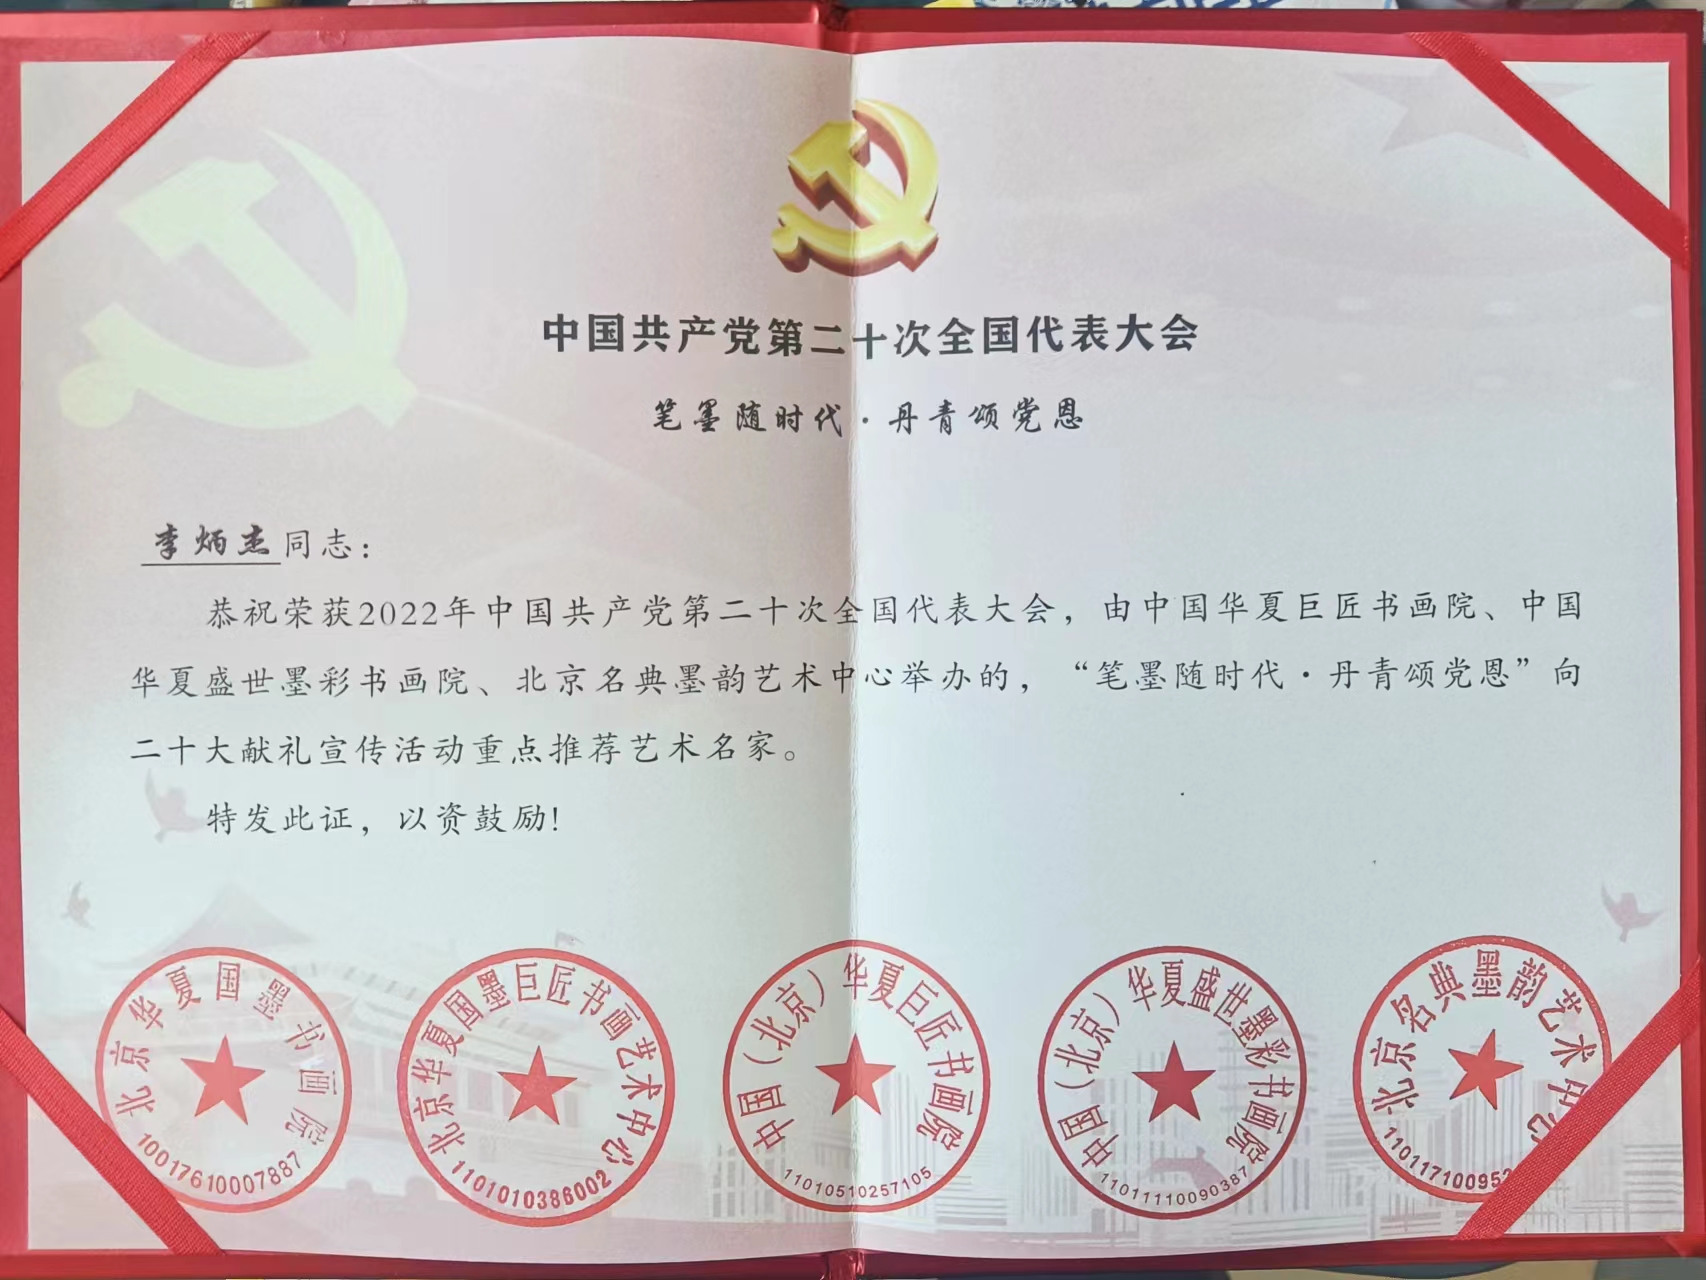 中国共产党第二十次全国代表大会
笔墨随时代·丹青颂党恩
李炳杰同志：
恭祝荣获2022年中国共产党第二十次全国代表大会，由中国华夏巨匠书画院、中国
华夏盛世墨彩书画院、北京名典墨韵艺术中心举办的，“笔墨随时代·丹青颂党恩”向
二十大献礼宣传活动重点推荐艺术名家。
特发此证，以资鼓励！
北京华夏国墨书画院
10017610007887
北京华夏国墨巨匠书画艺术中心
1101010386002
中国（北京）华夏巨匠书画院
11010510257105
中国（北京）华夏盛世墨彩书画院
11011110090387
北京名典墨韵艺术中心